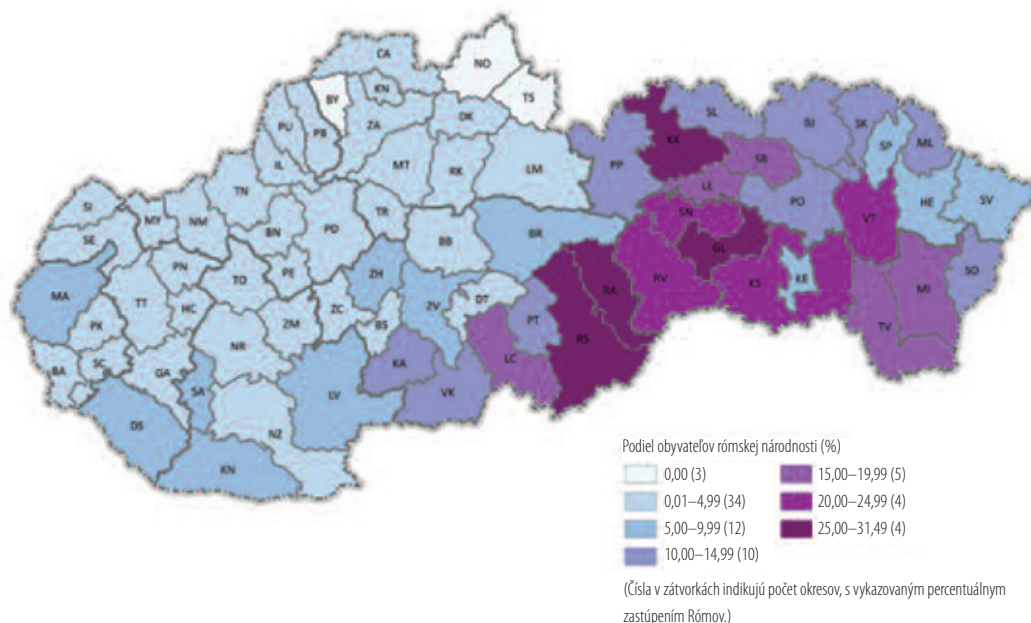 CA
NO
TS
BY
KN
PU
PB
ZA
DK
IL
MT
RK
LM
TN
SI
MY
NM
SE
BN
PD
TR
BB
BR
PP
KK
SL
BJ
SK
ML
SP
SB
LE
PO
HE
SV
VT
SN
GL
RV
KS
KE
SO
MI
TV
MA
TT
PN
HC
TO
PE
ZH
ZV
DT
ZC
BS
ZM
PK
SC
BA
GA
NR
SA
DS
KN
NZ
LV
KA
VK
LC
PT
RA
RS
Podiel obyvateľov rómskej národnosti (%)
0,00 (3)
0,01–4,99 (34)
5,00–9,99 (12)
10,00–14,99 (10)
15,00–19,99 (5)
20,00–24,99 (4)
25,00–31,49 (4)
(Čísla v zátvorkách indikujú počet okresov, s vykazovaným percentuálnym
zastúpením Rómov.)